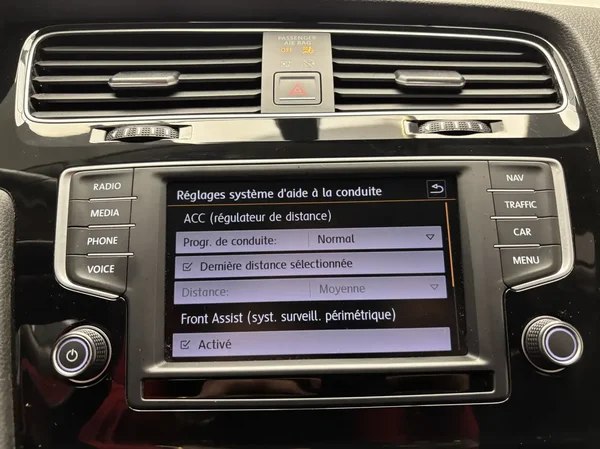 PASSENGER
AIR BAG
OFF
RADIO
MEDIA
PHONE
VOICE
Réglages système d'aide à la conduite
ACC (régulateur de distance)
Progr. de conduite: Normal
Dernière distance sélectionnée
Distance: Moyenne
Front Assist (syst. surveill. périmétrique)
Activé
NAV
TRAFFIC
CAR
MENU